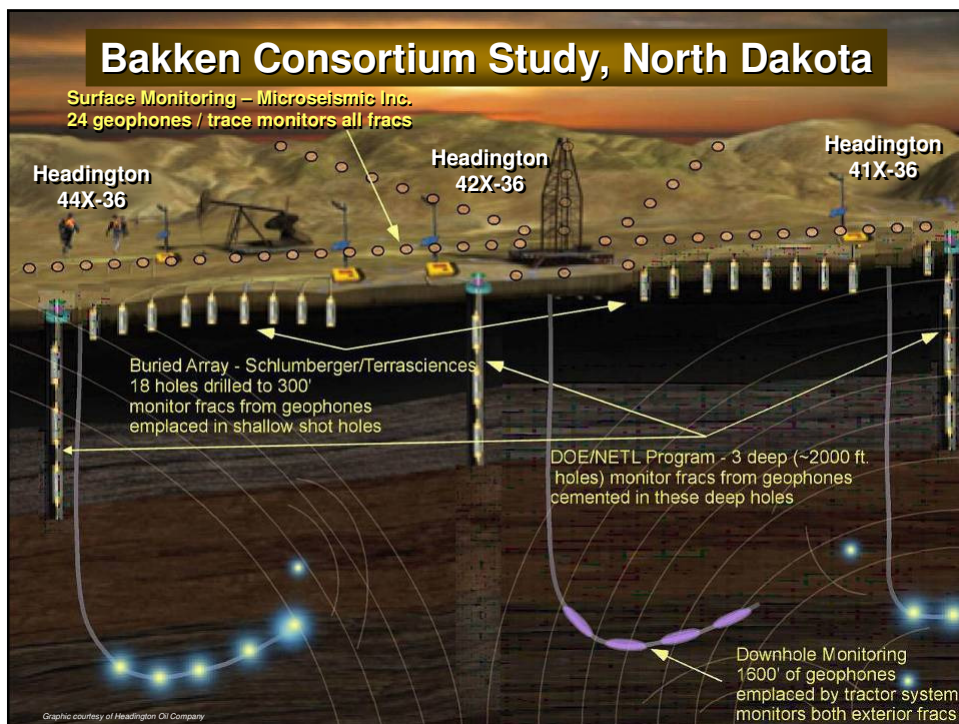 Bakken Consortium Study, North Dakota
Surface Monitoring – Microseismic Inc.
24 geophones / trace monitors all fracs
Headington
44X-36
Headington
42X-36
Headington
41X-36
Buried Array - Schlumberger/Terrasciences
18 holes drilled to 300'
monitor fracs from geophones
emplaced in shallow shot holes
DOE/NETL Program - 3 deep (~2000 ft.
holes) monitor fracs from geophones
cemented in these deep holes
Downhole Monitoring
1600' of geophones
emplaced by tractor system
monitors both exterior fracs
Graphic courtesy of Headington Oil Company